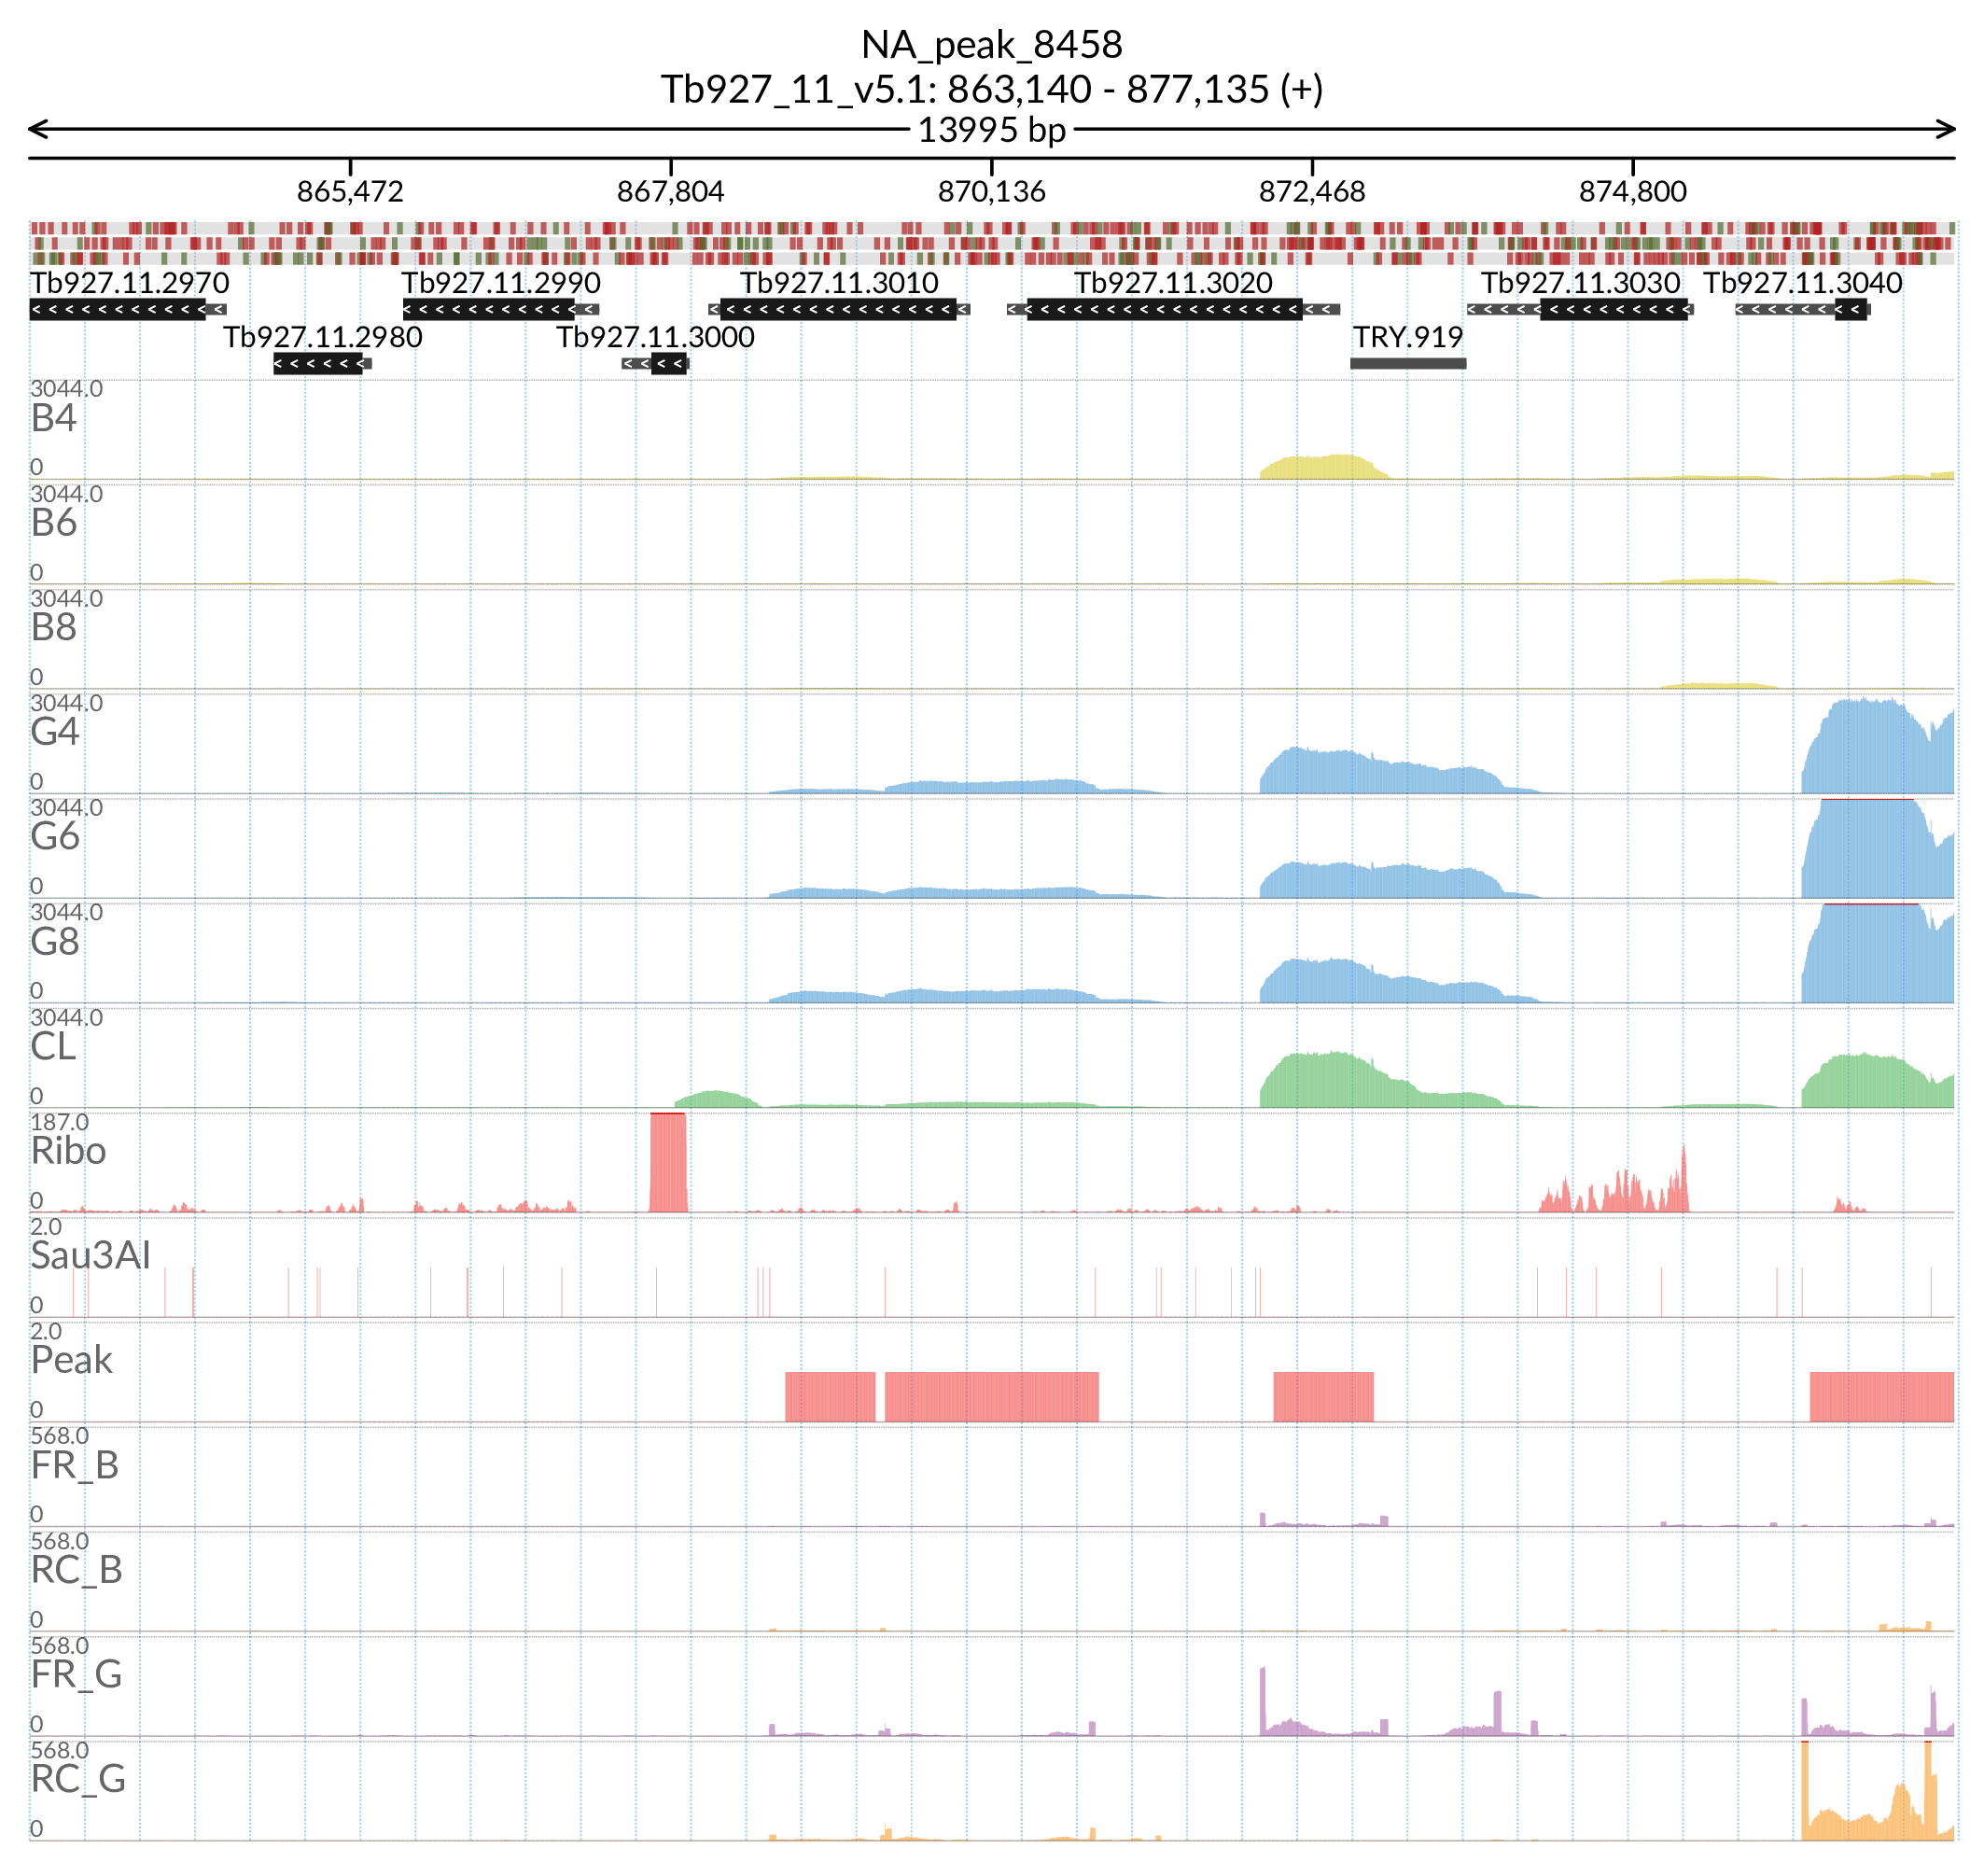 NA_peak_8458
Tb927_11_v5.1: 863,140 - 877,135 (+)
13995 bp
865,472 867,804 870,136 872,468 874,800
Tb927.11.2970 Tb927.11.2990 Tb927.11.3010 Tb927.11.3020 Tb927.11.3030 Tb927.11.3040
Tb927.11.2980 Tb927.11.3000 TRY.919
3044.0
B4
0
3044.0
B6
0
3044.0
B8
0
3044.0
G4
0
3044.0
G6
0
3044.0
G8
0
3044.0
CL
0
187.0
Ribo
0
2.0
Sau3AI
0
2.0
Peak
0
568.0
FR_B
0
568.0
RC_B
0
568.0
FR_G
0
568.0
RC_G
0